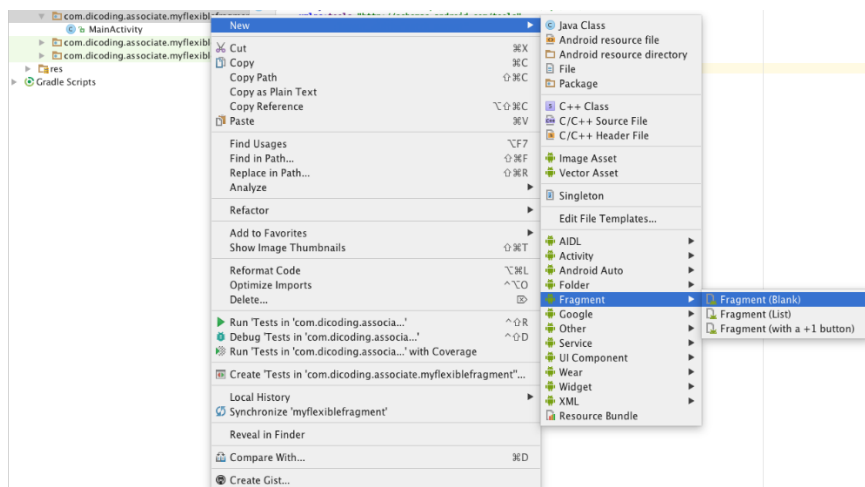 com.dicoding.associate.myflexiblefragment
MainActivity
com.dicoding.associate.myflexibl
com.dicoding.associate.myflexibl
res
Gradle Scripts
New
Cut ⌘X
Copy ⌘C
Copy Path ⇧⌘C
Copy as Plain Text
Copy Reference ⌥⇧⌘C
Paste ⌘V
Find Usages ⌥F7
Find in Path... ⇧⌘F
Replace in Path... ⇧⌘R
Analyze
Refactor
Add to Favorites
Show Image Thumbnails ⇧⌘T
Reformat Code ⌥⌘L
Optimize Imports ^⌥O
Delete... ⌦
Run 'Tests in 'com.dicoding.associa...' ^⇧R
Debug 'Tests in 'com.dicoding.associa...' ^⇧D
Run 'Tests in 'com.dicoding.associa...' with Coverage
Create 'Tests in 'com.dicoding.associate.myflexiblefragment''...
Local History
Synchronize 'myflexiblefragment'
Reveal in Finder
Compare With... ⌘D
Create Gist...
Java Class
Android resource file
Android resource directory
File
Package
C++ Class
C/C++ Source File
C/C++ Header File
Image Asset
Vector Asset
Singleton
Edit File Templates...
AIDL
Activity
Android Auto
Folder
Fragment
Google
Other
Service
UI Component
Wear
Widget
XML
Resource Bundle
Fragment (Blank)
Fragment (List)
Fragment (with a +1 button)